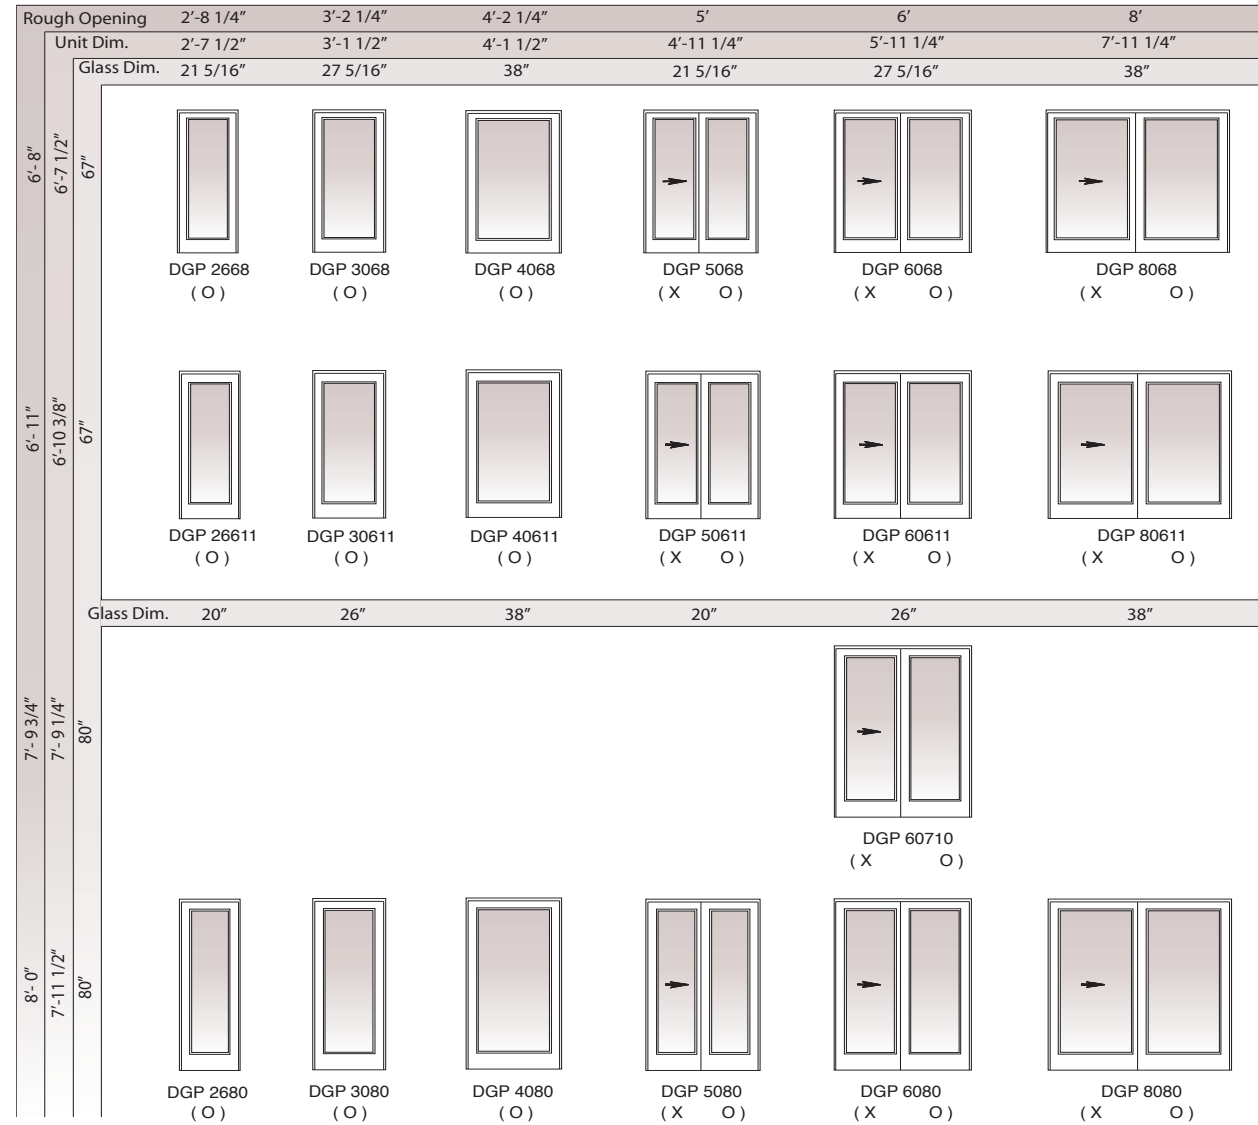 Rough Opening 2′-8 1/4″ 3′-2 1/4″ 4′-2 1/4″ 5′ 6′ 8′
Unit Dim. 2′-7 1/2″ 3′-1 1/2″ 4′-1 1/2″ 4′-11 1/4″ 5′-11 1/4″ 7′-11 1/4″
Glass Dim. 21 5/16″ 27 5/16″ 38″ 21 5/16″ 27 5/16″ 38″
6′- 8″ 6′-7 1/2″ 67″
DGP 2668 DGP 3068 DGP 4068 DGP 5068 DGP 6068 DGP 8068
( O ) ( O ) ( O ) ( X O ) ( X O ) ( X O )
6′- 11″ 6′-10 3/8″ 67″
DGP 26611 DGP 30611 DGP 40611 DGP 50611 DGP 60611 DGP 80611
( O ) ( O ) ( O ) ( X O ) ( X O ) ( X O )
Glass Dim. 20″ 26″ 38″ 20″ 26″ 38″
7′- 9 3/4″ 7′- 9 1/4″ 80″
DGP 60710
( X O )
8′- 0″ 7′-11 1/2″ 80″
DGP 2680 DGP 3080 DGP 4080 DGP 5080 DGP 6080 DGP 8080
( O ) ( O ) ( O ) ( X O ) ( X O ) ( X O )